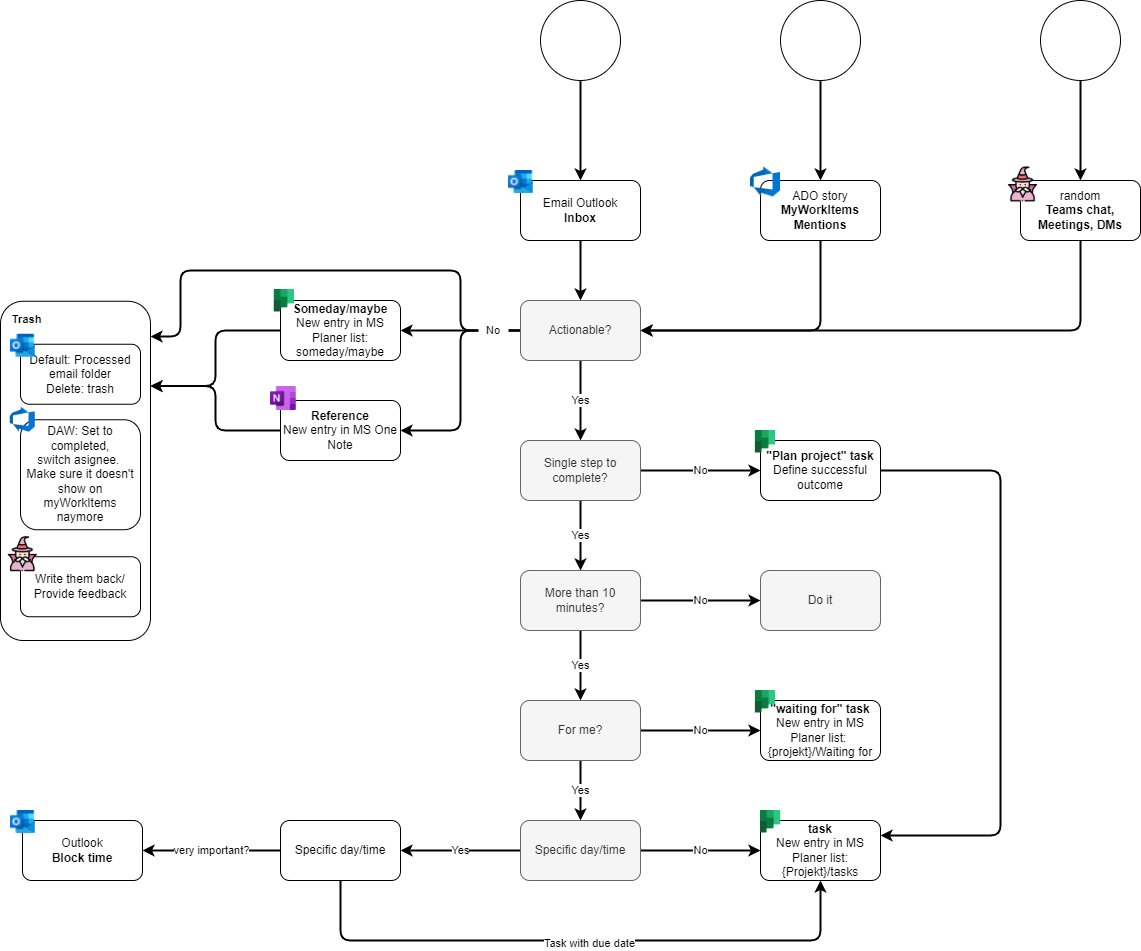 Email Outlook
Inbox
ADO story
MyWorkItems
Mentions
random
Teams chat,
Meetings, DMs
Trash
Default: Processed
email folder
Delete: trash
DAW: Set to
completed,
switch asignee.
Make sure it doesn't
show on
myWorkItems
naymore
Write them back/
Provide feedback
Someday/maybe
New entry in MS
Planer list:
someday/maybe
N
Reference
New entry in MS One
Note
No
Actionable?
Yes
Single step to
complete?
No
"Plan project" task
Define successful
outcome
Yes
More than 10
minutes?
No
Do it
Yes
For me?
No
"waiting for" task
New entry in MS
Planer list:
{projekt}/Waiting for
Yes
Outlook
Block time
very important?
Specific day/time
Yes
Specific day/time
No
task
New entry in MS
Planer list:
{Projekt}/tasks
Task with due date